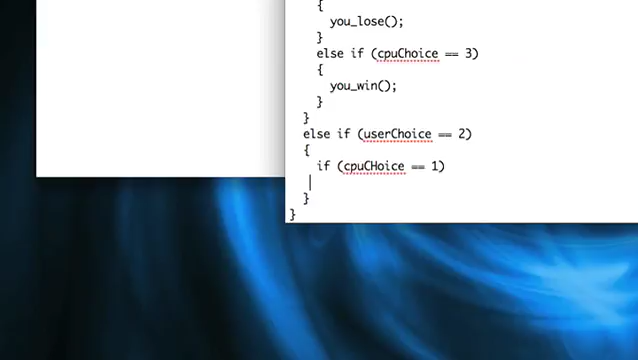 {
you_lose();
}
else if (cpuChoice == 3)
{
you_win();
}
}
else if (userChoice == 2)
{
if (cpuCHoice == 1)
}
}